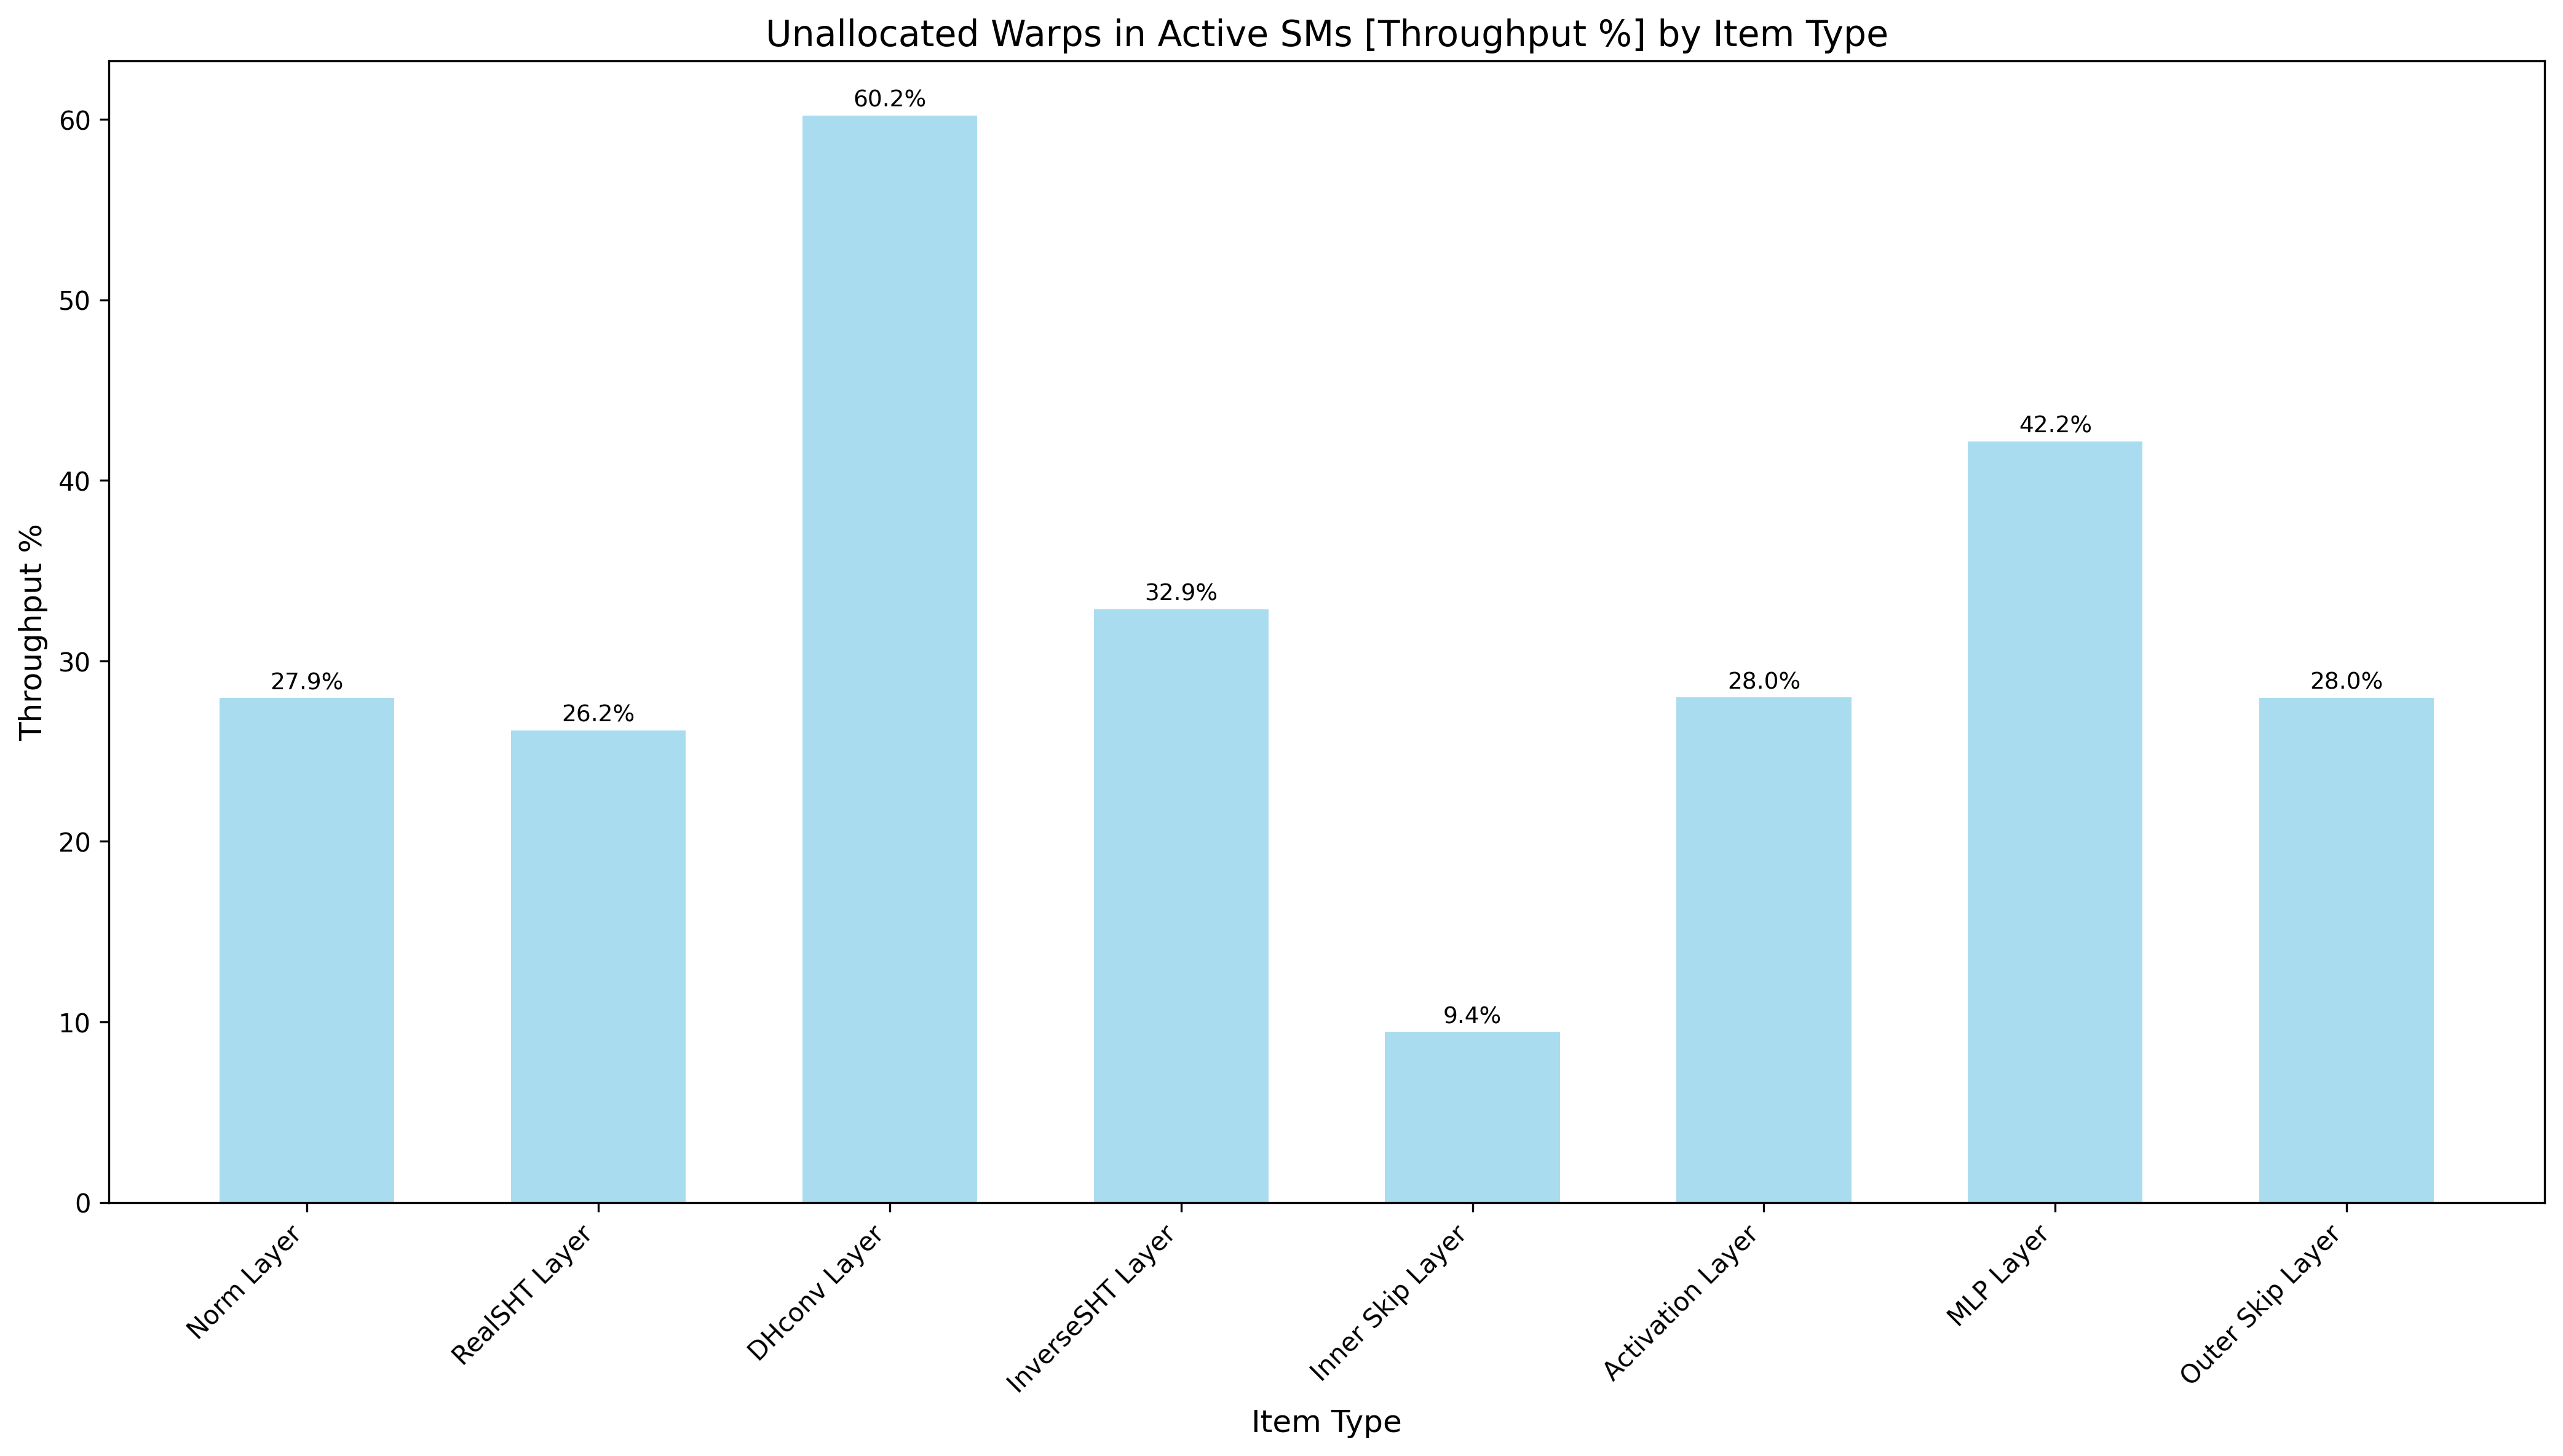 Unallocated Warps in Active SMs [Throughput %] by Item Type
Throughput %
60
50
40
30
20
10
0
27.9%
26.2%
60.2%
32.9%
9.4%
28.0%
42.2%
28.0%
Norm Layer
RealSHT Layer
DHconv Layer
InverseSHT Layer
Inner Skip Layer
Activation Layer
MLP Layer
Outer Skip Layer
Item Type